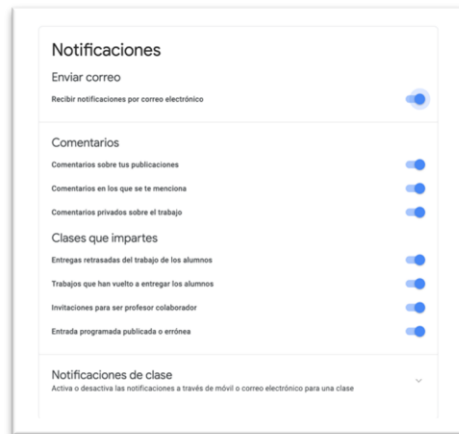 Notificaciones
Enviar correo
Recibir notificaciones por correo electrónico
Comentarios
Comentarios sobre tus publicaciones
Comentarios en los que se te menciona
Comentarios privados sobre el trabajo
Clases que impartes
Entregas retrasadas del trabajo de los alumnos
Trabajos que han vuelto a entregar los alumnos
Invitaciones para ser profesor colaborador
Entrada programada publicada o errónea
Notificaciones de clase
Activa o desactiva las notificaciones a través de móvil o correo electrónico para una clase